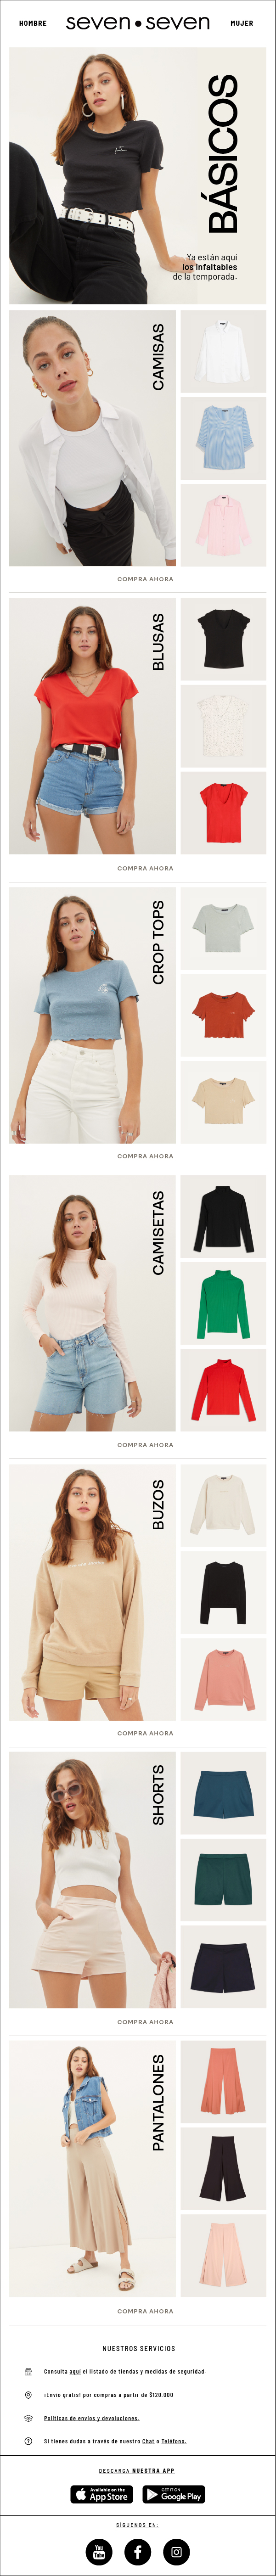 HOMBRE
seven•seven
MUJER
BÁSICOS
Ya están aquí
los infaltables
de la temporada.
CAMISAS
COMPRA AHORA
BLUSAS
COMPRA AHORA
CROP TOPS
COMPRA AHORA
CAMISETAS
COMPRA AHORA
BUZOS
COMPRA AHORA
SHORTS
COMPRA AHORA
PANTALONES
COMPRA AHORA
NUESTROS SERVICIOS
Consulta aquí el listado de tiendas y medidas de seguridad.
¡Envío gratis! por compras a partir de $120.000
Políticas de envíos y devoluciones.
Si tienes dudas a través de nuestro Chat o Teléfono.
DESCARGA NUESTRA APP
Available on the
App Store
GET IT ON
Google Play
SÍGUENOS EN:
You
Tube